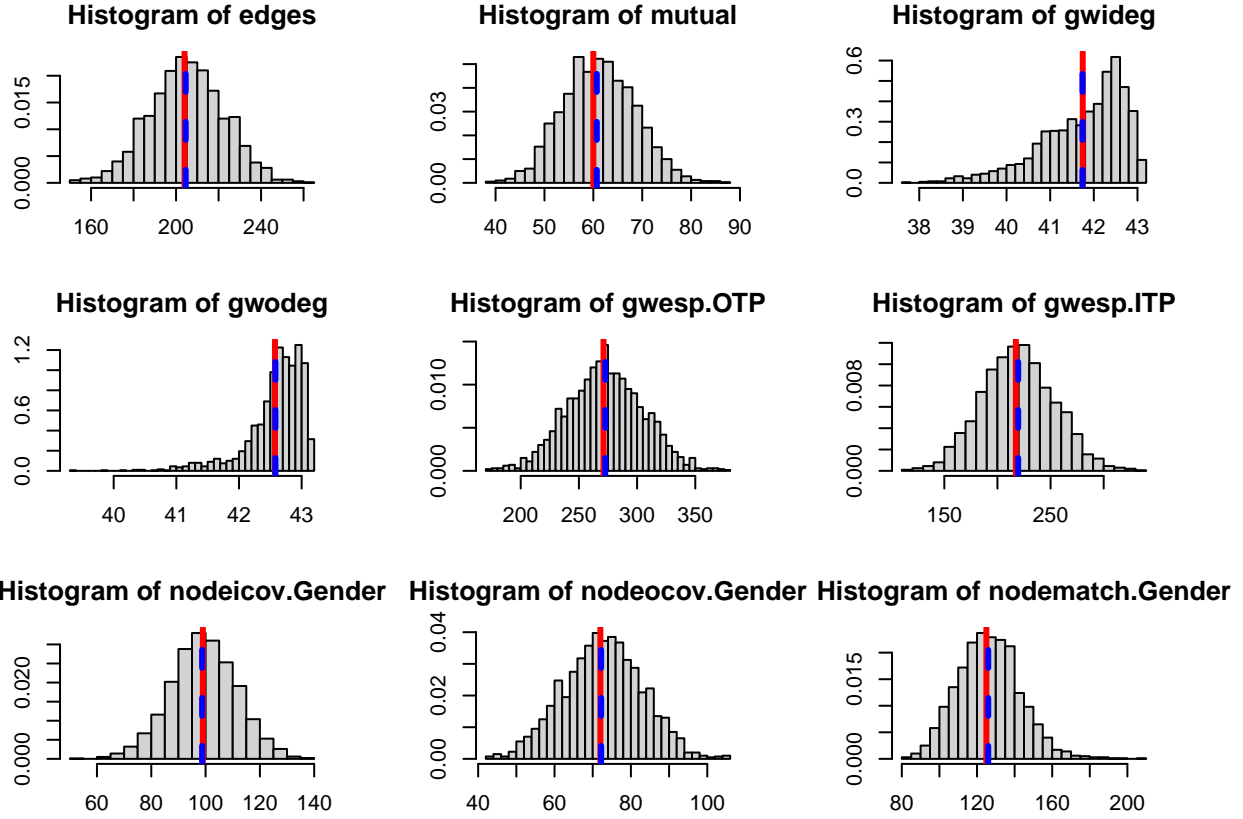 Histogram of edges
0.000 0.015
160 200 240
Histogram of mutual
0.00 0.03
40 50 60 70 80 90
Histogram of gwideg
0.0 0.3 0.6
38 39 40 41 42 43
Histogram of gwodeg
0.0 0.6 1.2
40 41 42 43
Histogram of gwesp.OTP
0.000 0.010
200 250 300 350
Histogram of gwesp.ITP
0.000 0.008
150 250
Histogram of nodeicov.Gender
0.000 0.020
60 80 100 120 140
Histogram of nodeocov.Gender
0.00 0.02 0.04
40 60 80 100
Histogram of nodematch.Gender
0.000 0.015
80 120 160 200